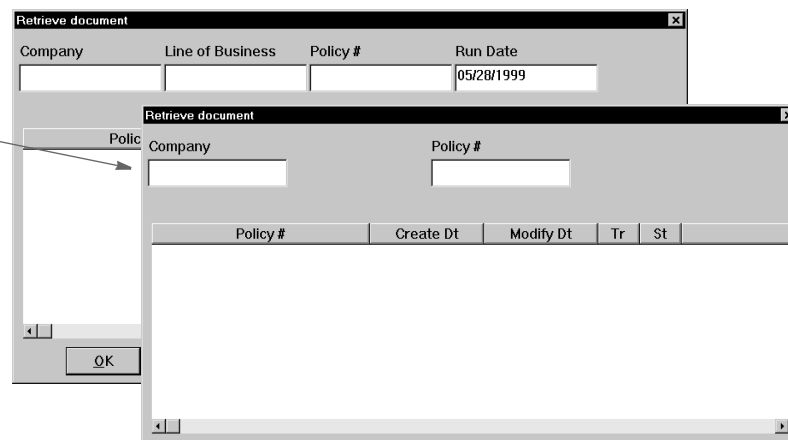 Retrieve document
Company Line of Business Policy # Run Date
05/28/1999
Retrieve document
Polic
Company Policy #
Policy # Create Dt Modify Dt Tr St
OK